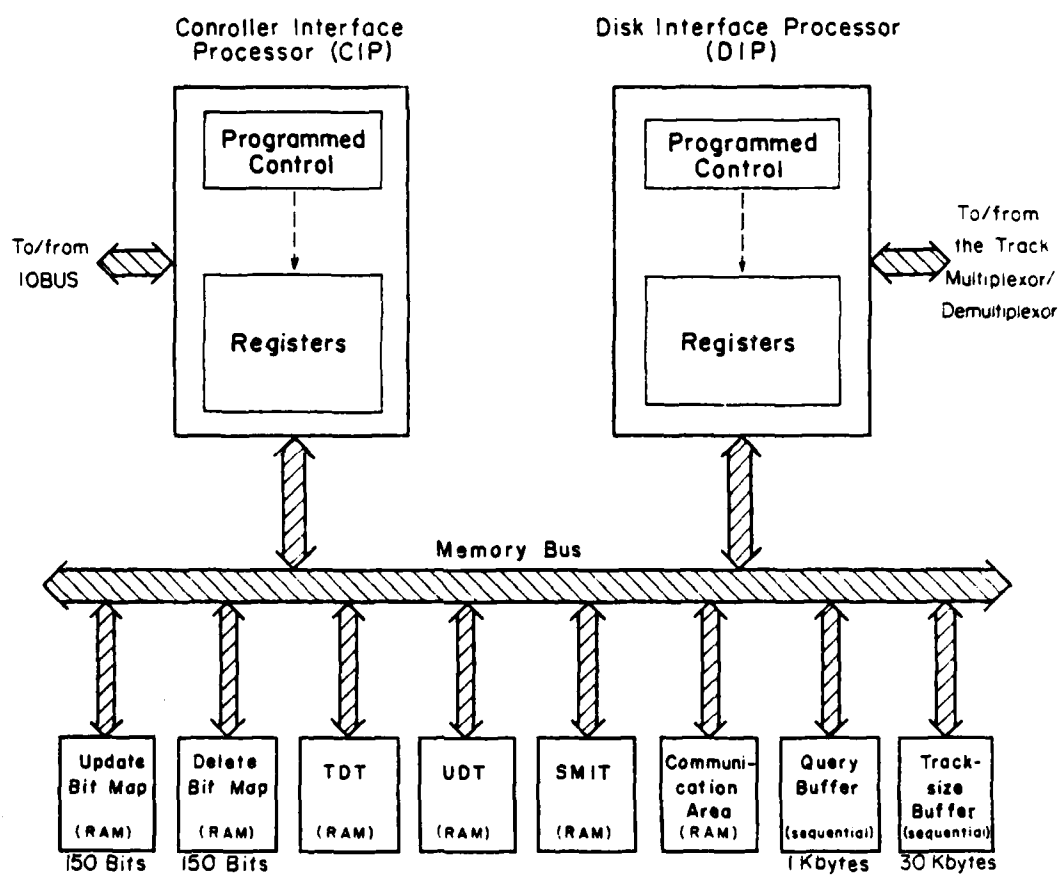 Conroller Interface
Processor (CIP)
Disk Interface Processor
(DIP)
Programmed
Control
Registers
Programmed
Control
Registers
To/from
IOBUS
To/from
the Track
Multiplexor/
Demultiplexor
Memory Bus
Update
Bit Map
(RAM)
150 Bits
Delete
Bit Map
(RAM)
150 Bits
TDT
(RAM)
UDT
(RAM)
SMIT
(RAM)
Communi-
cation
Area
(RAM)
Query
Buffer
(sequential)
1 Kbytes
Track-
size
Buffer
(sequential)
30 Kbytes